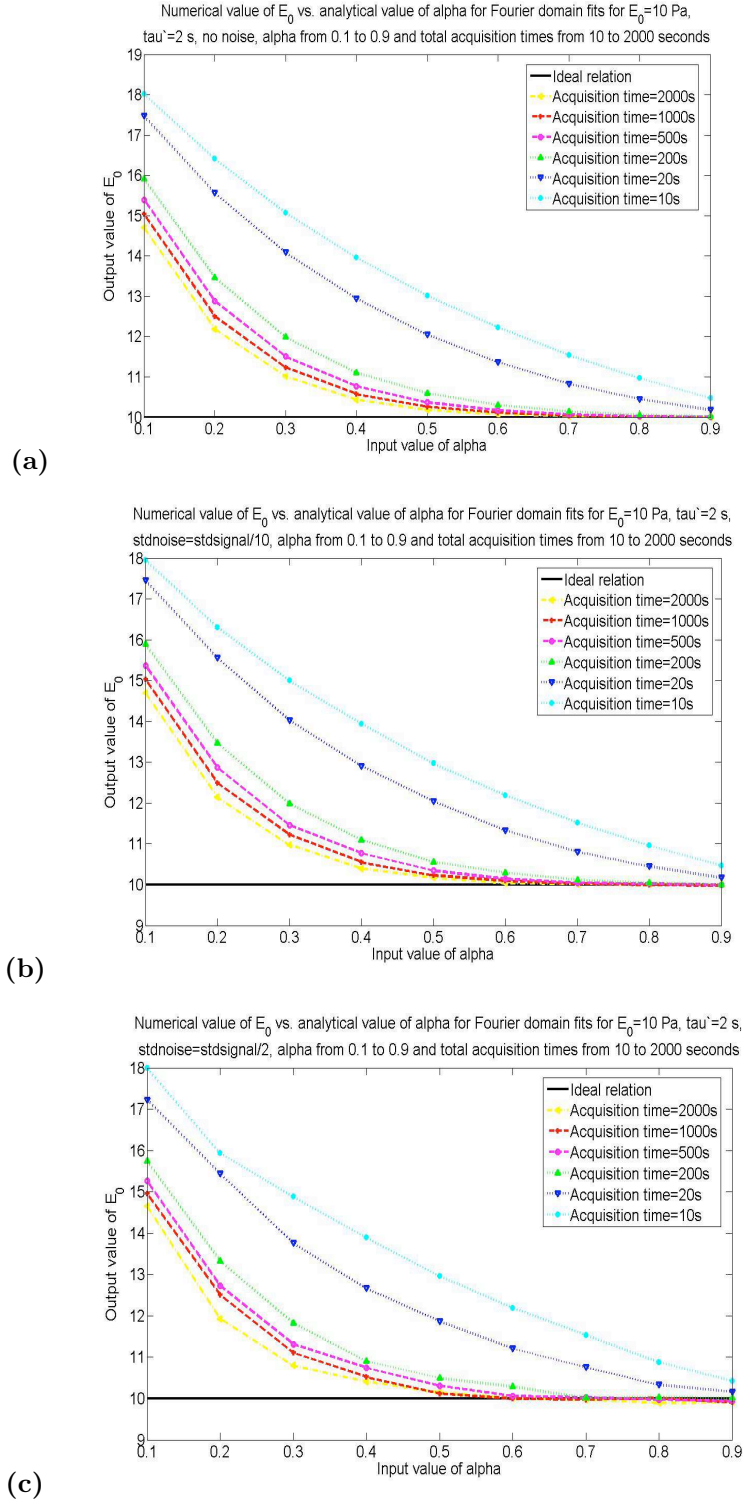 Numerical value of E0 vs. analytical value of alpha for Fourier domain fits for E0=10 Pa,
tau`=2 s, no noise, alpha from 0.1 to 0.9 and total acquisition times from 10 to 2000 seconds
19
18
17
16
15
14
13
12
11
10
Output value of E0
Ideal relation
Acquisition time=2000s
Acquisition time=1000s
Acquisition time=500s
Acquisition time=200s
Acquisition time=20s
Acquisition time=10s
0.1 0.2 0.3 0.4 0.5 0.6 0.7 0.8 0.9
Input value of alpha
(a)
Numerical value of E0 vs. analytical value of alpha for Fourier domain fits for E0=10 Pa, tau`=2 s,
stdnoise=stdsignal/10, alpha from 0.1 to 0.9 and total acquisition times from 10 to 2000 seconds
18
17
16
15
14
13
12
11
10
9
Output value of E0
Ideal relation
Acquisition time=2000s
Acquisition time=1000s
Acquisition time=500s
Acquisition time=200s
Acquisition time=20s
Acquisition time=10s
0.1 0.2 0.3 0.4 0.5 0.6 0.7 0.8 0.9
Input value of alpha
(b)
Numerical value of E0 vs. analytical value of alpha for Fourier domain fits for E0=10 Pa, tau`=2 s,
stdnoise=stdsignal/2, alpha from 0.1 to 0.9 and total acquisition times from 10 to 2000 seconds
18
17
16
15
14
13
12
11
10
9
Output value of E0
Ideal relation
Acquisition time=2000s
Acquisition time=1000s
Acquisition time=500s
Acquisition time=200s
Acquisition time=20s
Acquisition time=10s
0.1 0.2 0.3 0.4 0.5 0.6 0.7 0.8 0.9
Input value of alpha
(c)